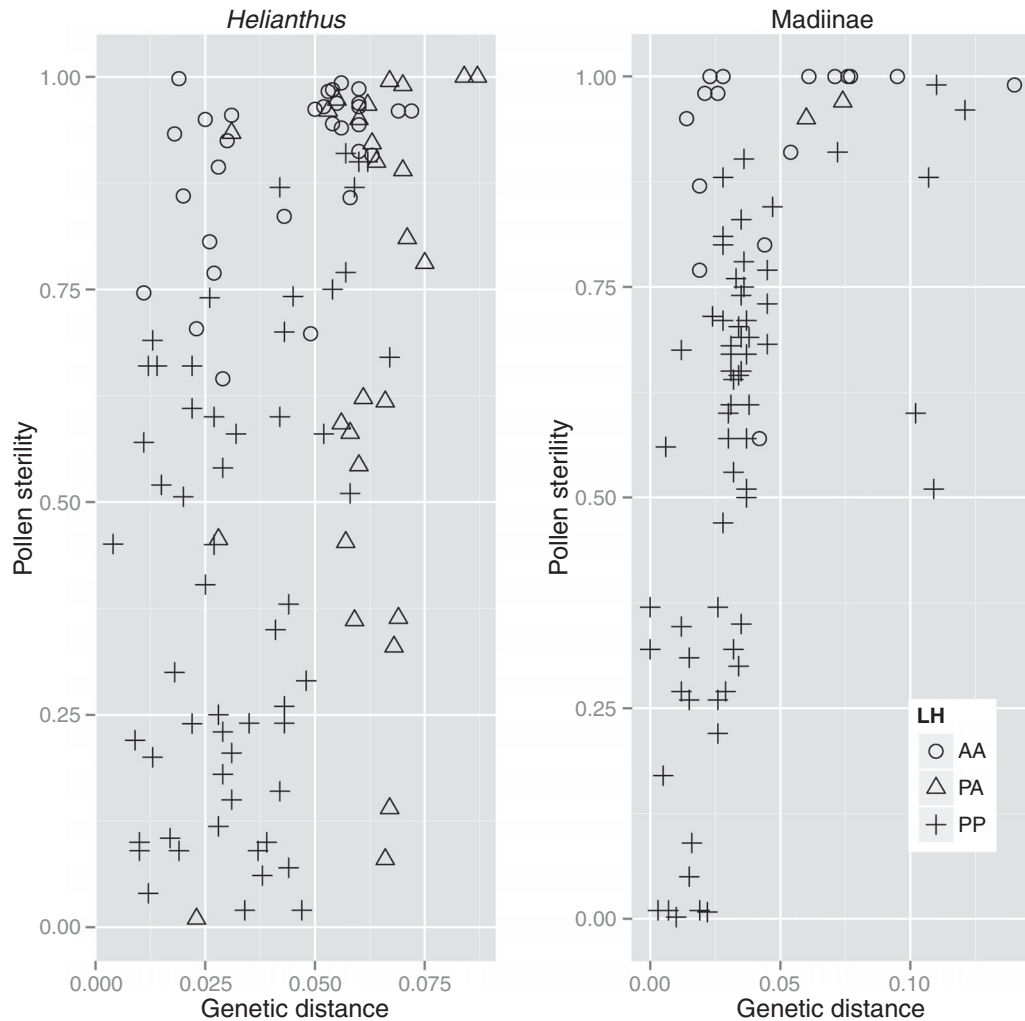 Helianthus
Pollen sterility
1.00
0.75
0.50
0.25
0.00
0.000
0.025
0.050
0.075
Genetic distance
Madiinae
Pollen sterility
1.00
0.75
0.50
0.25
0.00
0.00
0.05
0.10
Genetic distance
LH
AA
PA
PP